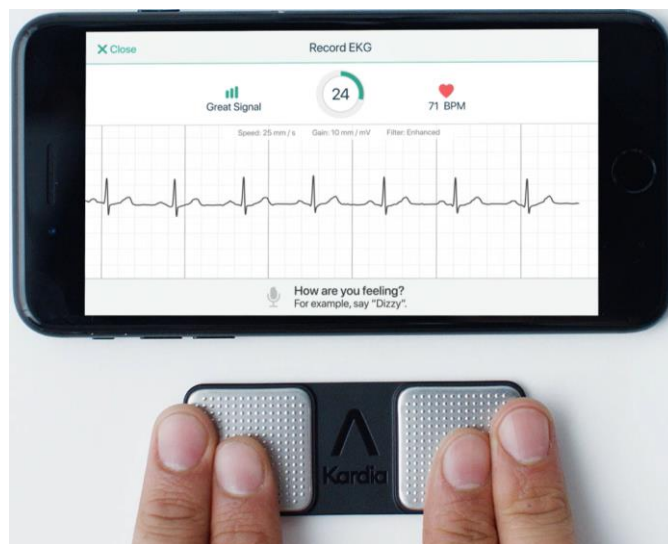 X Close
Record EKG
Great Signal
24
71 BPM
Speed: 25 mm / s Gain: 10 mm / mV Filter: Enhanced
How are you feeling?
For example, say "Dizzy".
Kardia